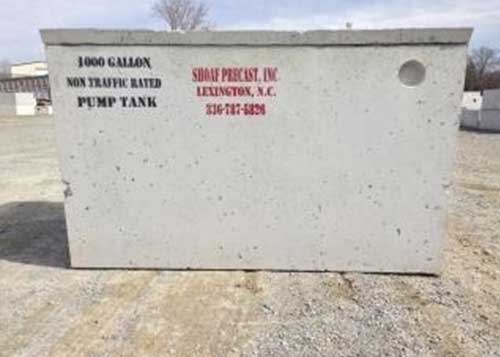 1000 GALLON
NON TRAFFIC RATED
PUMP TANK
SHOAF PRECAST, INC
LEXINGTON, N.C.
336-787-5826